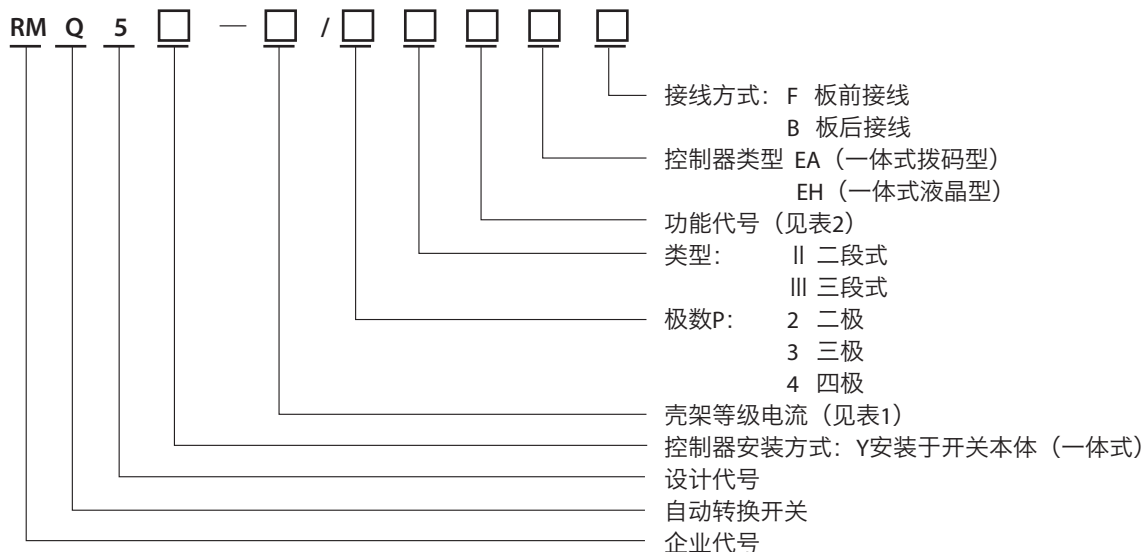 RM Q 5 □ — □ / □ □ □ □ □
接线方式: F 板前接线
B 板后接线
控制器类型 EA（一体式拨码型）
EH（一体式液晶型）
功能代号（见表2）
类型: Ⅱ 二段式
Ⅲ 三段式
极数P: 2 二极
3 三极
4 四极
壳架等级电流（见表1）
控制器安装方式: Y安装于开关本体（一体式）
设计代号
自动转换开关
企业代号